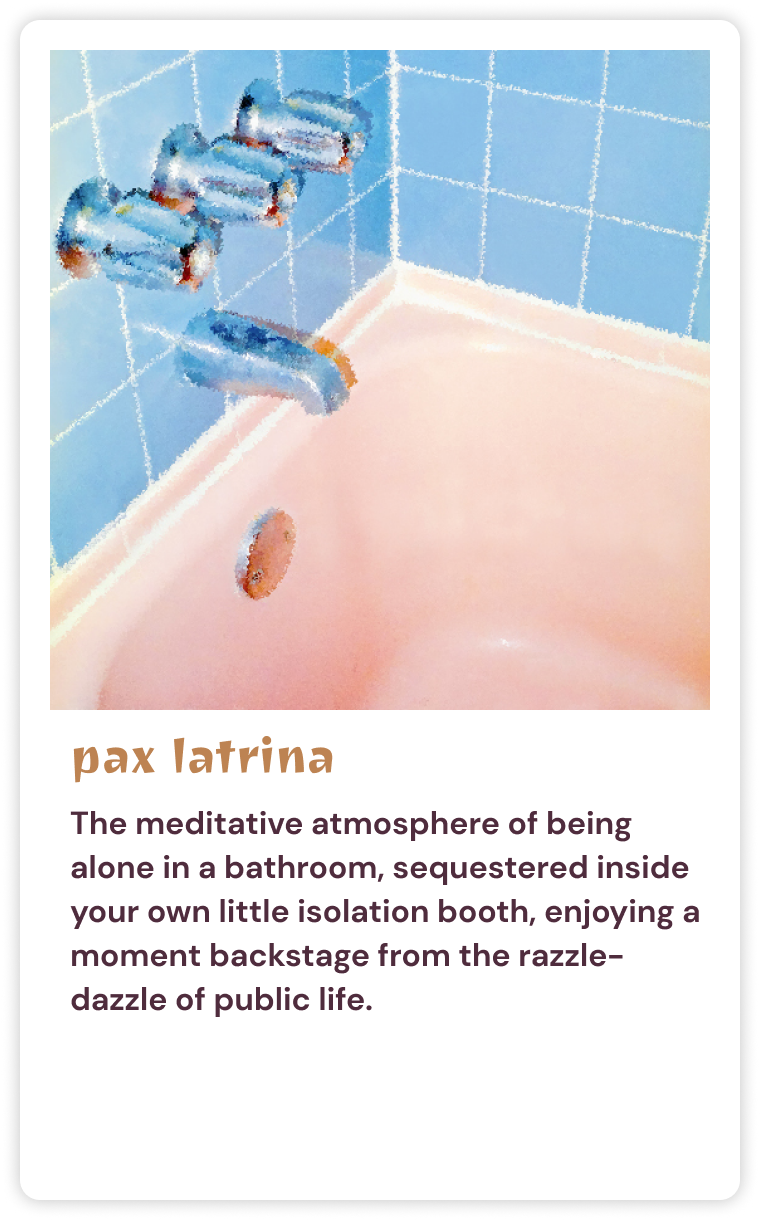 pax latrina
The meditative atmosphere of being
alone in a bathroom, sequestered inside
your own little isolation booth, enjoying a
moment backstage from the razzle-
dazzle of public life.